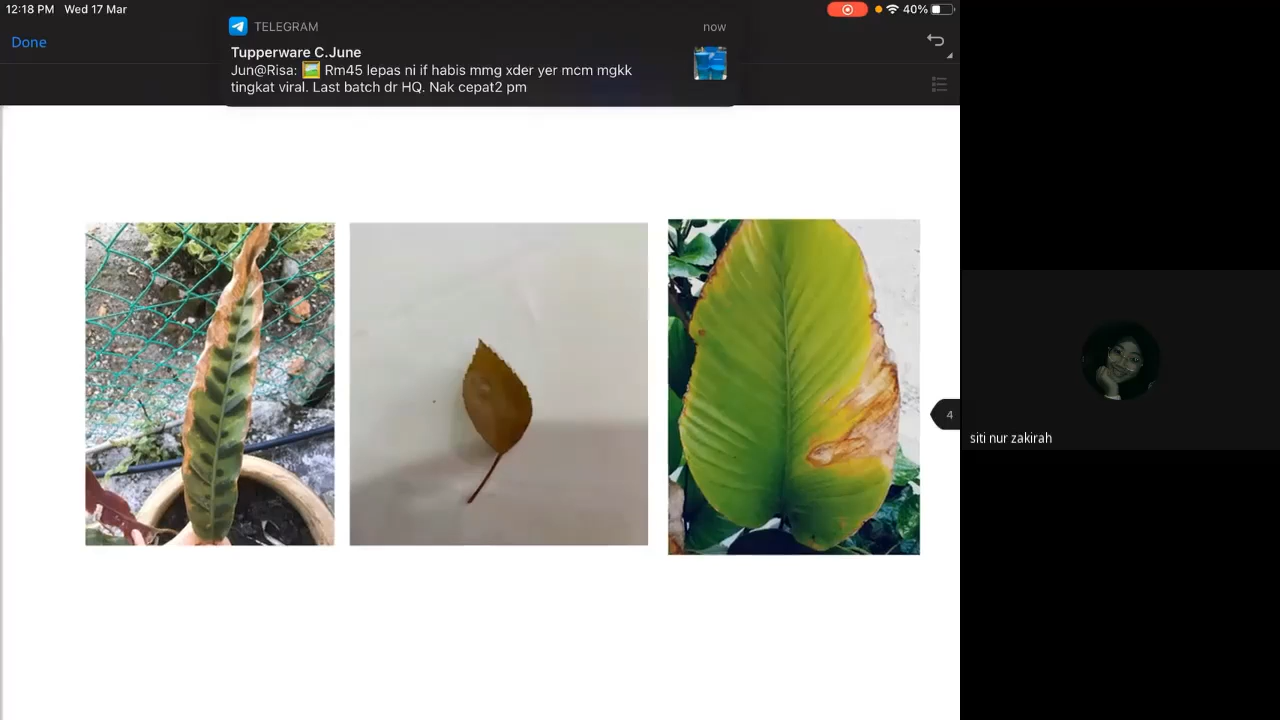 12:18 PM Wed 17 Mar
40%
TELEGRAM
now
Done
Tupperware C.June
Jun@Risa: 🖼️ Rm45 lepas ni if habis mmg xder yer mcm mgkk
tingkat viral. Last batch dr HQ. Nak cepat2 pm
4
siti nur zakirah